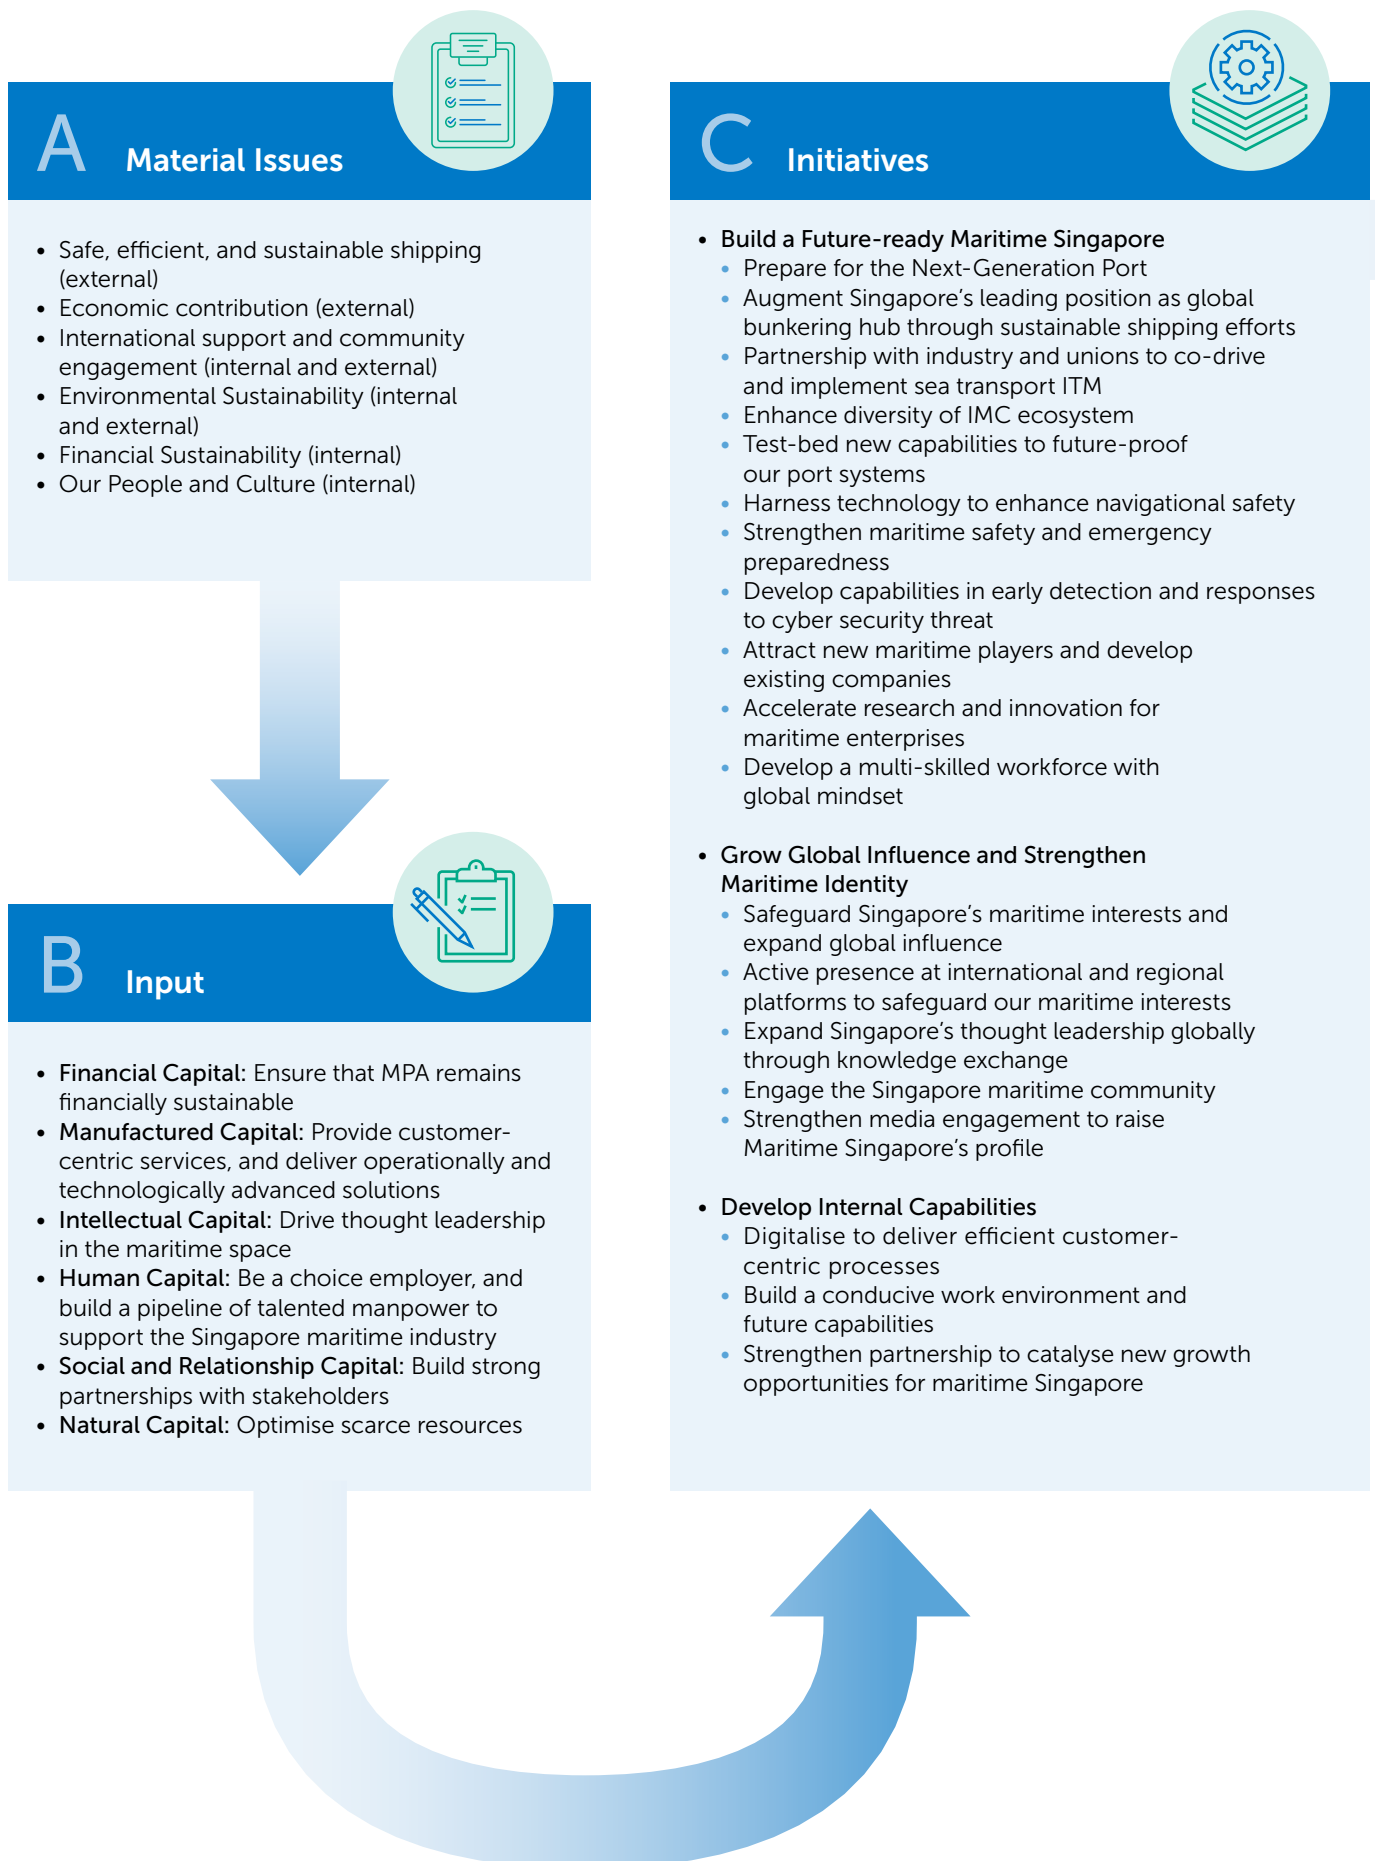 A
Material Issues
• Safe, efficient, and sustainable shipping
(external)
• Economic contribution (external)
• International support and community
engagement (internal and external)
• Environmental Sustainability (internal
and external)
• Financial Sustainability (internal)
• Our People and Culture (internal)
B
Input
• Financial Capital: Ensure that MPA remains
financially sustainable
• Manufactured Capital: Provide customer-
centric services, and deliver operationally and
technologically advanced solutions
• Intellectual Capital: Drive thought leadership
in the maritime space
• Human Capital: Be a choice employer, and
build a pipeline of talented manpower to
support the Singapore maritime industry
• Social and Relationship Capital: Build strong
partnerships with stakeholders
• Natural Capital: Optimise scarce resources
C
Initiatives
• Build a Future-ready Maritime Singapore
• Prepare for the Next-Generation Port
• Augment Singapore’s leading position as global
bunkering hub through sustainable shipping efforts
• Partnership with industry and unions to co-drive
and implement sea transport ITM
• Enhance diversity of IMC ecosystem
• Test-bed new capabilities to future-proof
our port systems
• Harness technology to enhance navigational safety
• Strengthen maritime safety and emergency
preparedness
• Develop capabilities in early detection and responses
to cyber security threat
• Attract new maritime players and develop
existing companies
• Accelerate research and innovation for
maritime enterprises
• Develop a multi-skilled workforce with
global mindset
• Grow Global Influence and Strengthen
Maritime Identity
• Safeguard Singapore’s maritime interests and
expand global influence
• Active presence at international and regional
platforms to safeguard our maritime interests
• Expand Singapore’s thought leadership globally
through knowledge exchange
• Engage the Singapore maritime community
• Strengthen media engagement to raise
Maritime Singapore’s profile
• Develop Internal Capabilities
• Digitalise to deliver efficient customer-
centric processes
• Build a conducive work environment and
future capabilities
• Strengthen partnership to catalyse new growth
opportunities for maritime Singapore